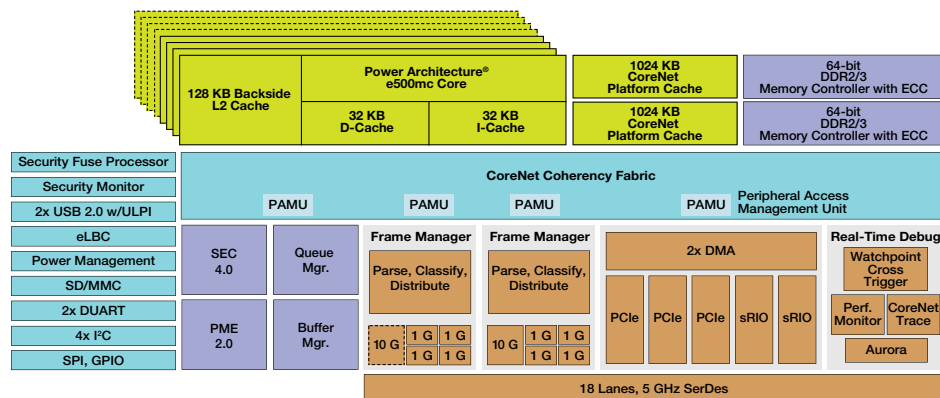 128 KB Backside
L2 Cache
Power Architecture®
e500mc Core
32 KB
D-Cache
32 KB
I-Cache
1024 KB
CoreNet
Platform Cache
1024 KB
CoreNet
Platform Cache
64-bit
DDR2/3
Memory Controller with ECC
64-bit
DDR2/3
Memory Controller with ECC
Security Fuse Processor
Security Monitor
2x USB 2.0 w/ULPI
eLBC
Power Management
SD/MMC
2x DUART
4x I²C
SPI, GPIO
CoreNet Coherency Fabric
PAMU
PAMU
PAMU
PAMU
Peripheral Access
Management Unit
SEC
4.0
Queue
Mgr.
PME
2.0
Buffer
Mgr.
Frame Manager
Parse, Classify,
Distribute
10 G
1 G
1 G
1 G
1 G
Frame Manager
Parse, Classify,
Distribute
10 G
1 G
1 G
1 G
1 G
2x DMA
PCIe
PCIe
PCIe
sRIO
sRIO
Real-Time Debug
Watchpoint
Cross
Trigger
Perf.
Monitor
CoreNet
Trace
Aurora
18 Lanes, 5 GHz SerDes